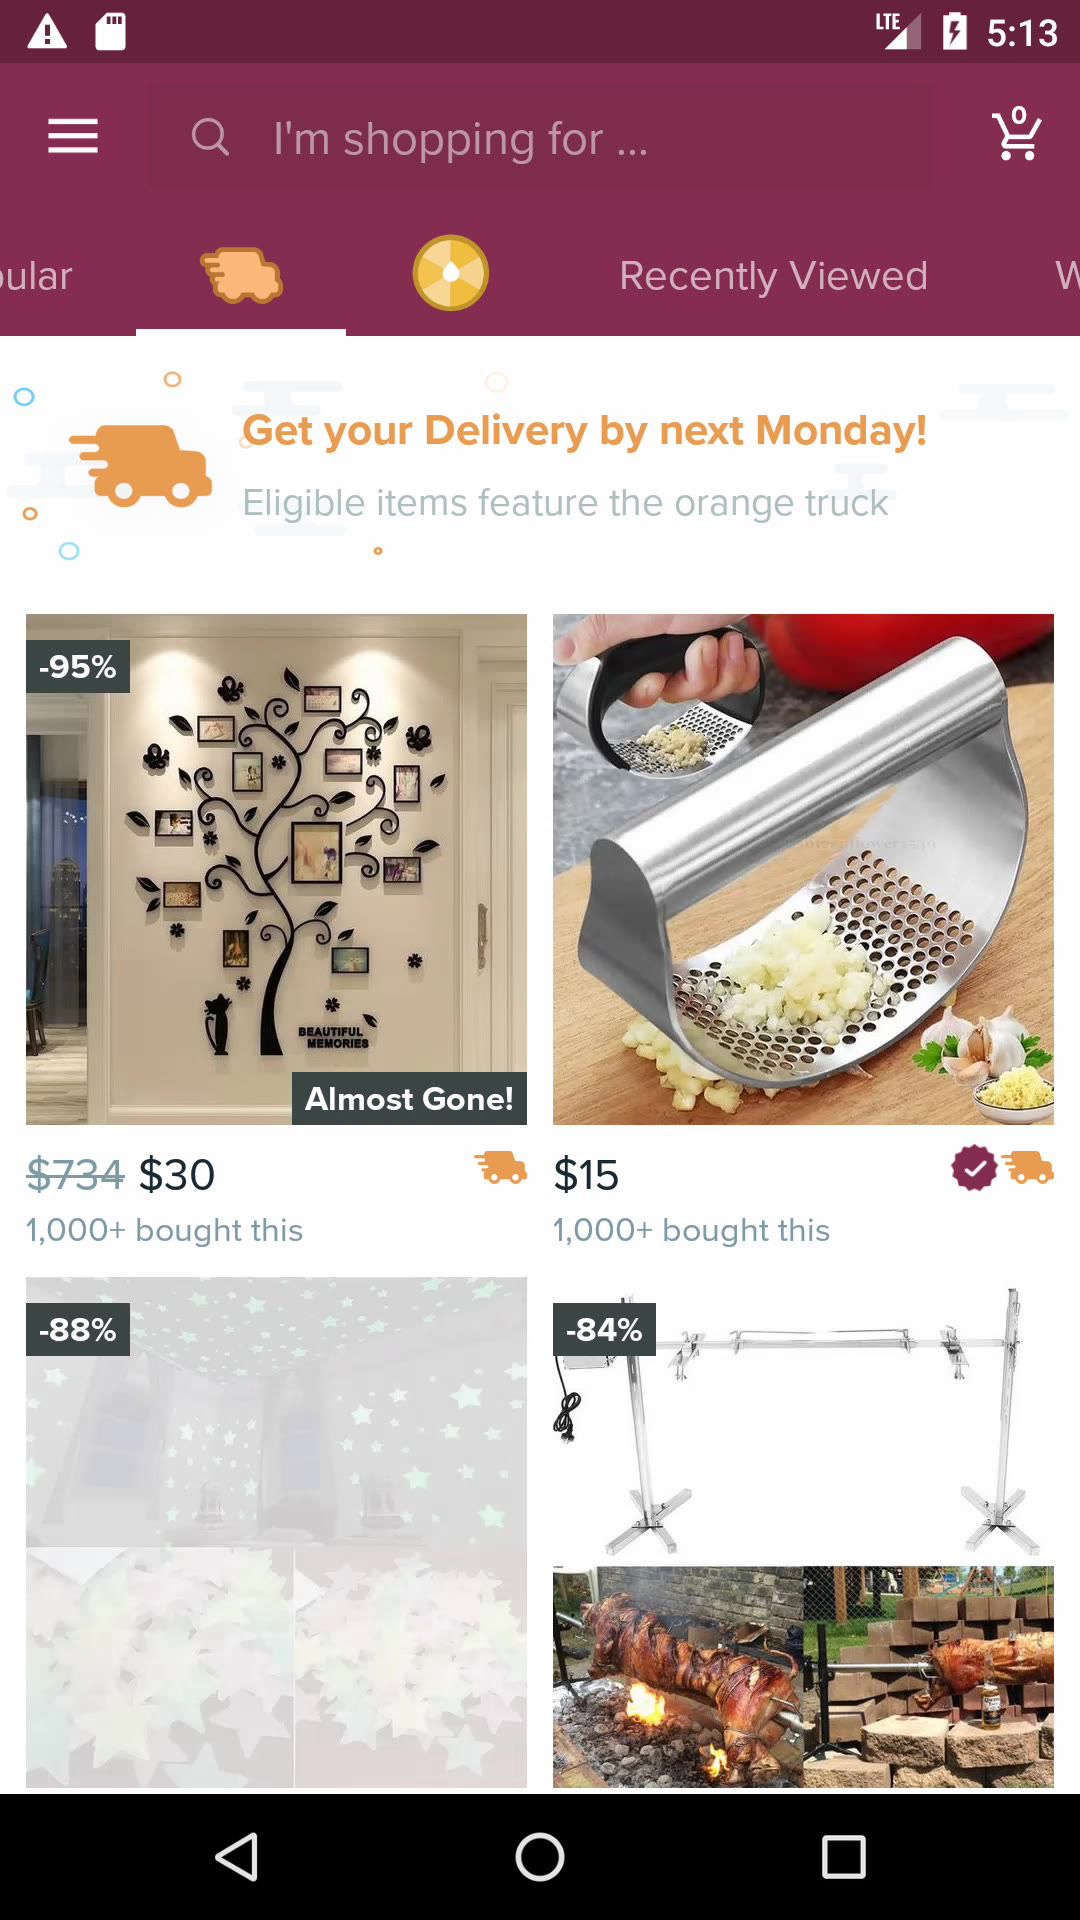 LTE 5:13
I'm shopping for ...
0
ular
Recently Viewed
W
Get your Delivery by next Monday!
Eligible items feature the orange truck
-95%
BEAUTIFUL
MEMORIES
Almost Gone!
$734 $30
$15
1,000+ bought this
1,000+ bought this
-88%
-84%